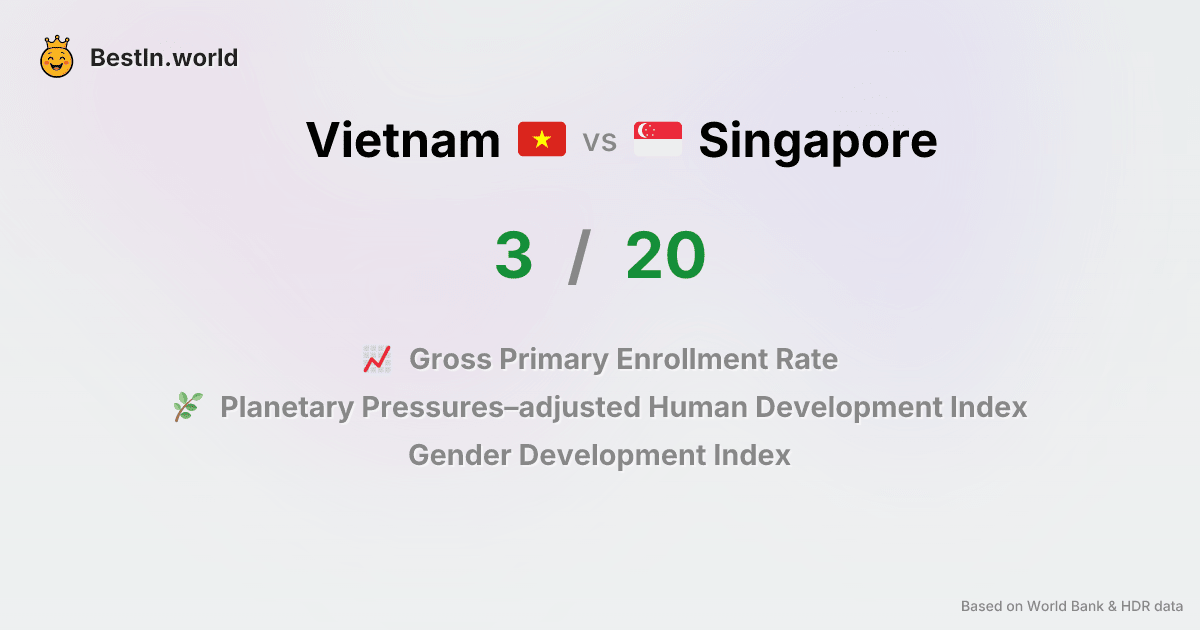 BestIn.world
Vietnam vs Singapore
3 / 20
Gross Primary Enrollment Rate
Planetary Pressures–adjusted Human Development Index
Gender Development Index
Based on World Bank & HDR data